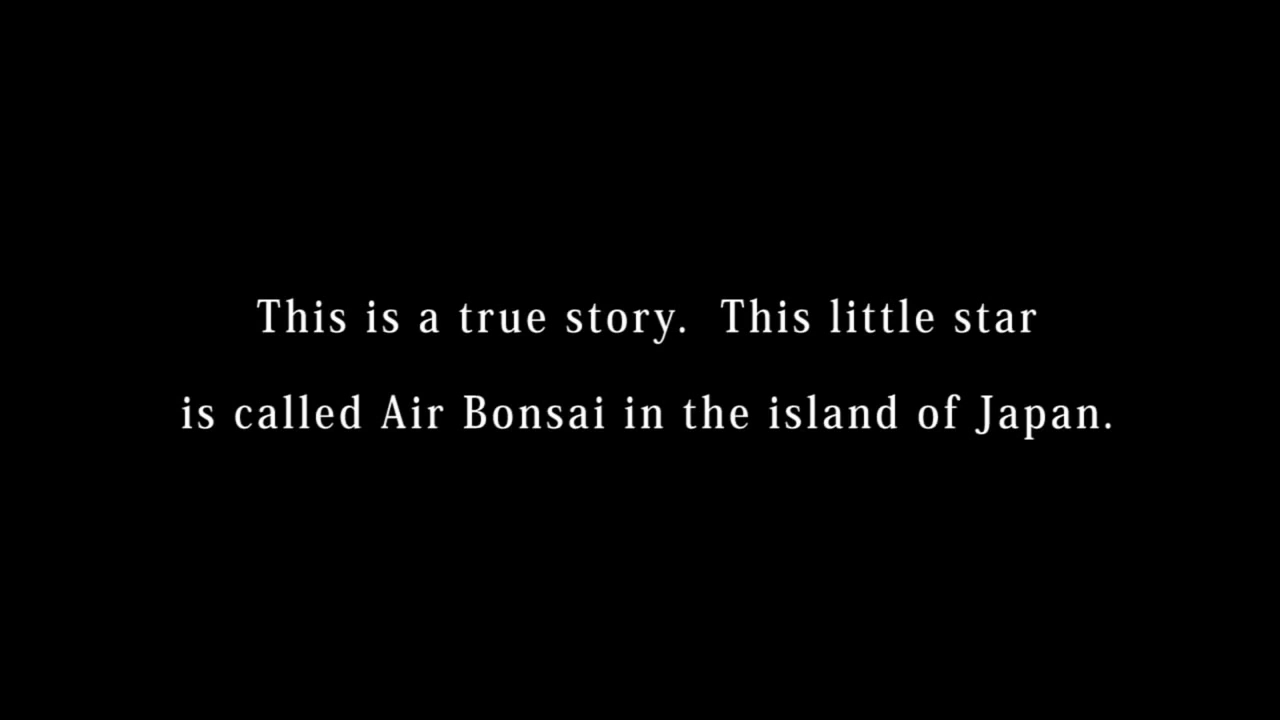 This is a true story.  This little star
is called Air Bonsai in the island of Japan.